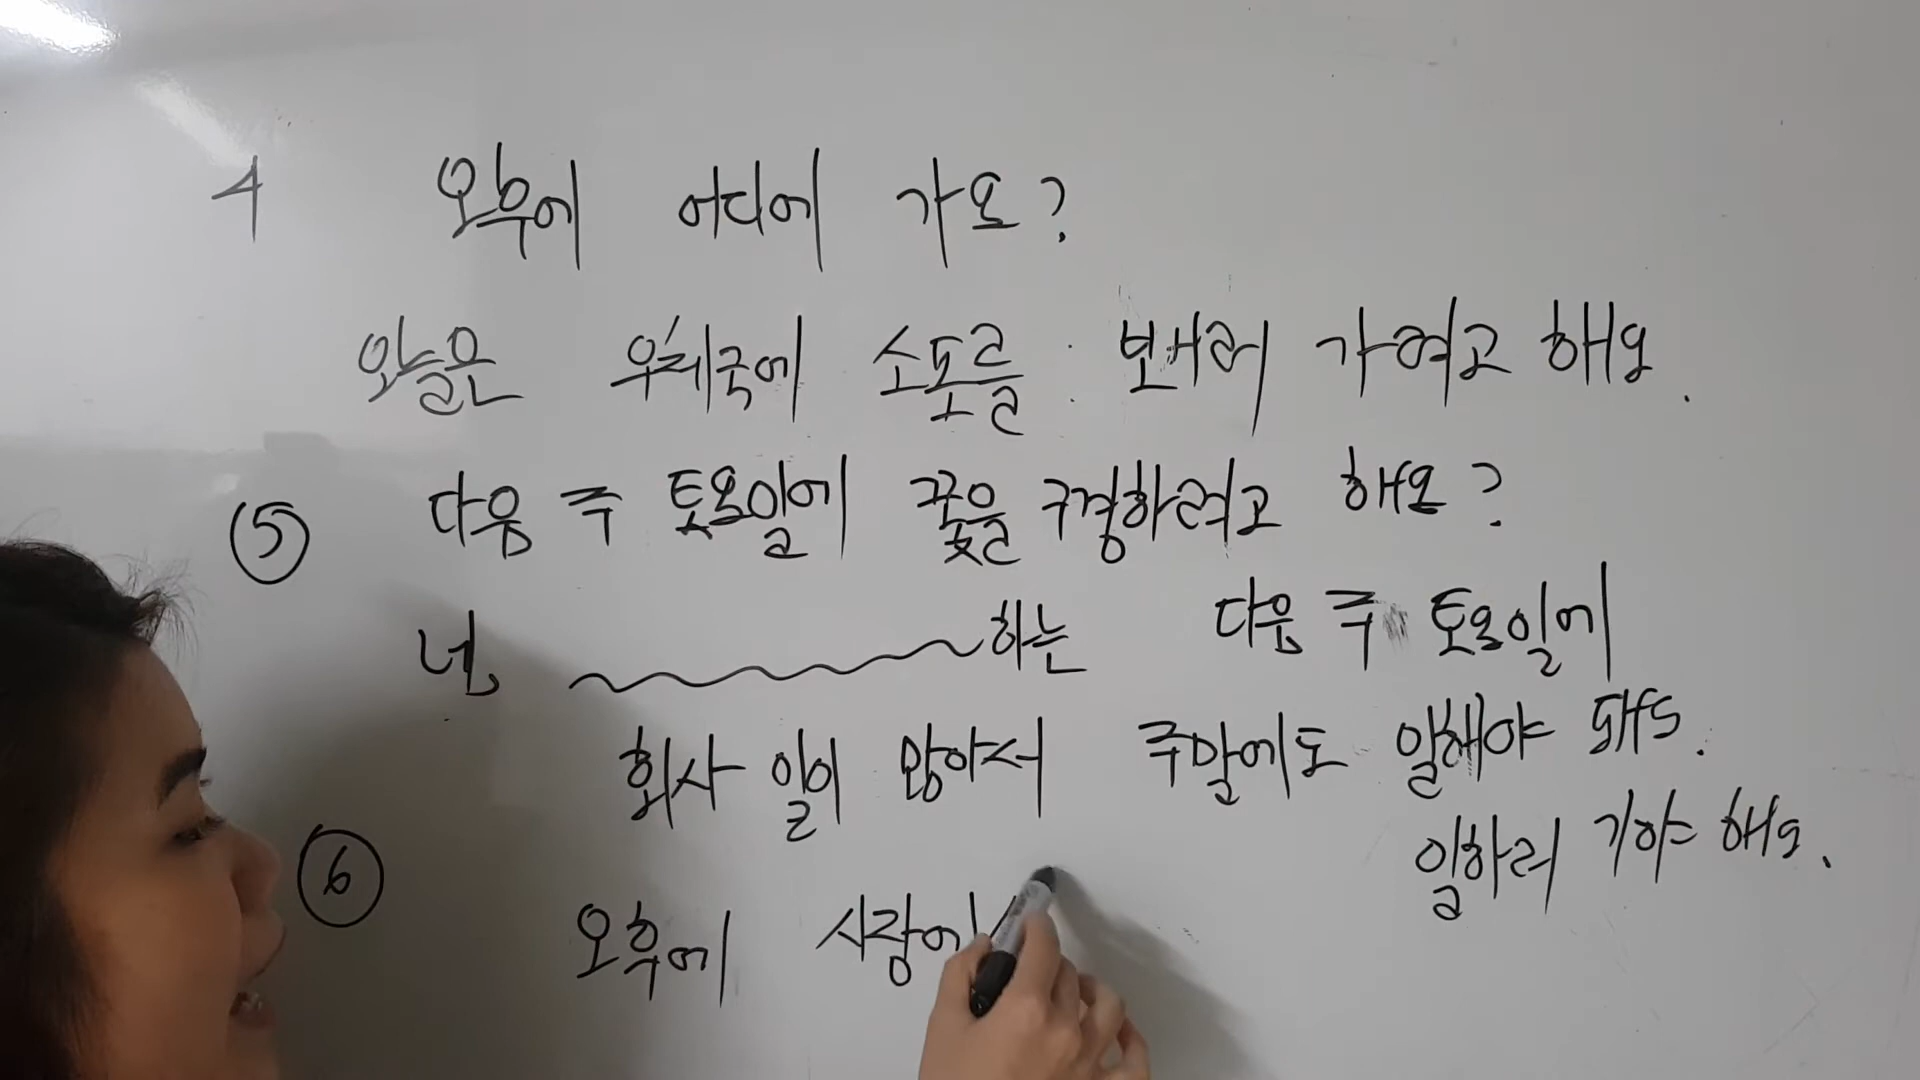 4 오후에 어디에 가요?
오늘은 우체국에 소포를 보내러 가려고 해요.
⑤ 다음 주 토요일에 꽃을 구경하려고 해요?
네, 하는 다음 주 토요일에
회사 일이 많아서 주말에도 일해야 돼요.
일하러 가야 해요.
⑥ 오후에 시장에